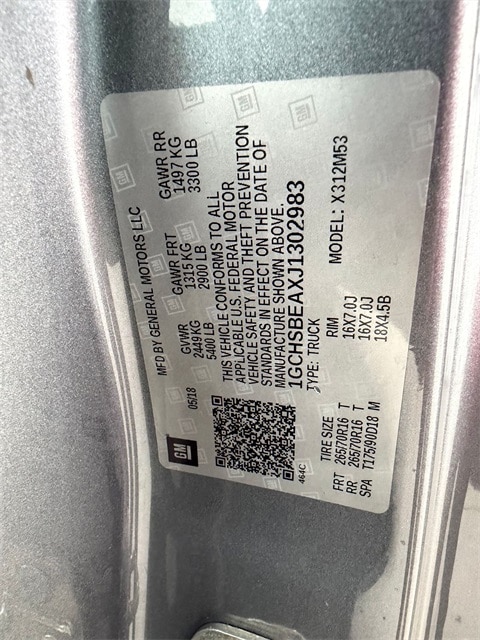 GM
05/18
MFD BY GENERAL MOTORS LLC
GVWR GAWR FRT GAWR RR
2449KG 1315 KG 1497 KG
5400 LB 2900 LB 3300 LB
THIS VEHICLE CONFORMS TO ALL
APPLICABLE U.S. FEDERAL MOTOR
VEHICLE SAFETY AND THEFT PREVENTION
STANDARDS IN EFFECT ON THE DATE OF
MANUFACTURE SHOWN ABOVE.
1GCHSBEAXJ1302983
464C
TYPE: TRUCK MODEL: X312M53
TIRE SIZE RIM
FRT 265/70R16 T 16X7.0J
RR 265/70R16 T 16X7.0J
SPA T175/90D18 M 18X4.5B